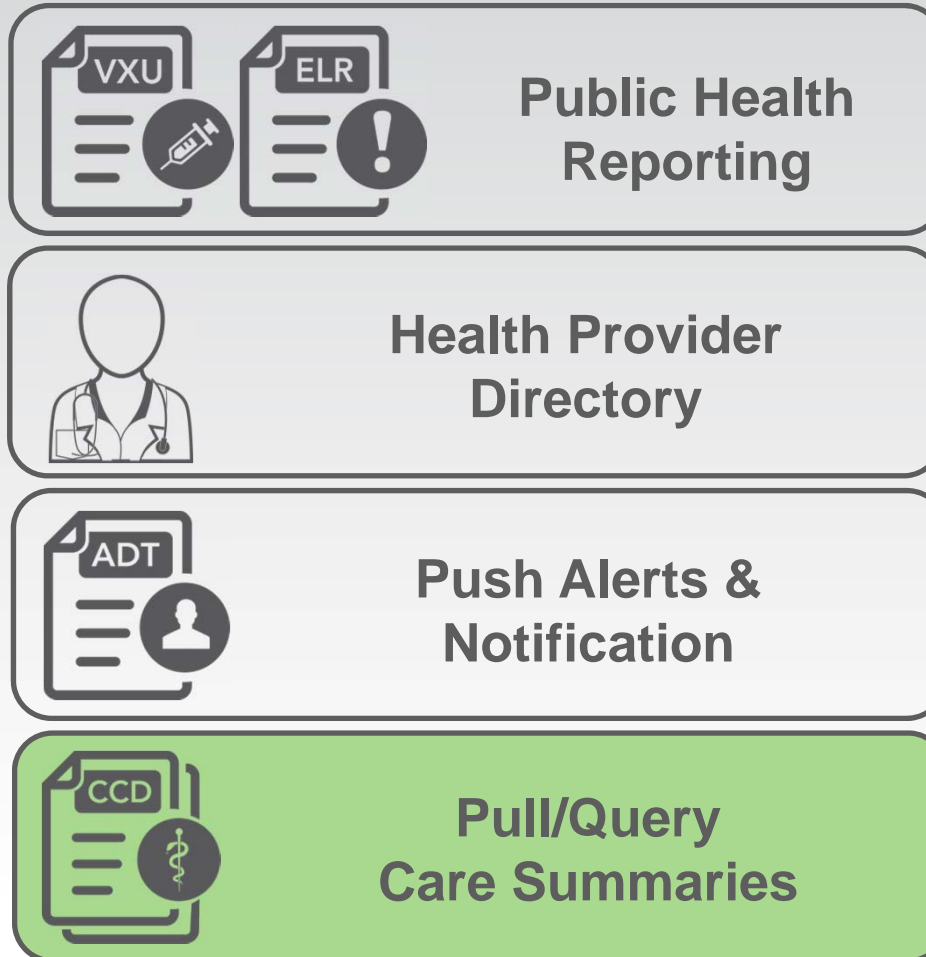 VXU
ELR
Public Health
Reporting
Health Provider
Directory
ADT
Push Alerts &
Notification
CCD
Pull/Query
Care Summaries